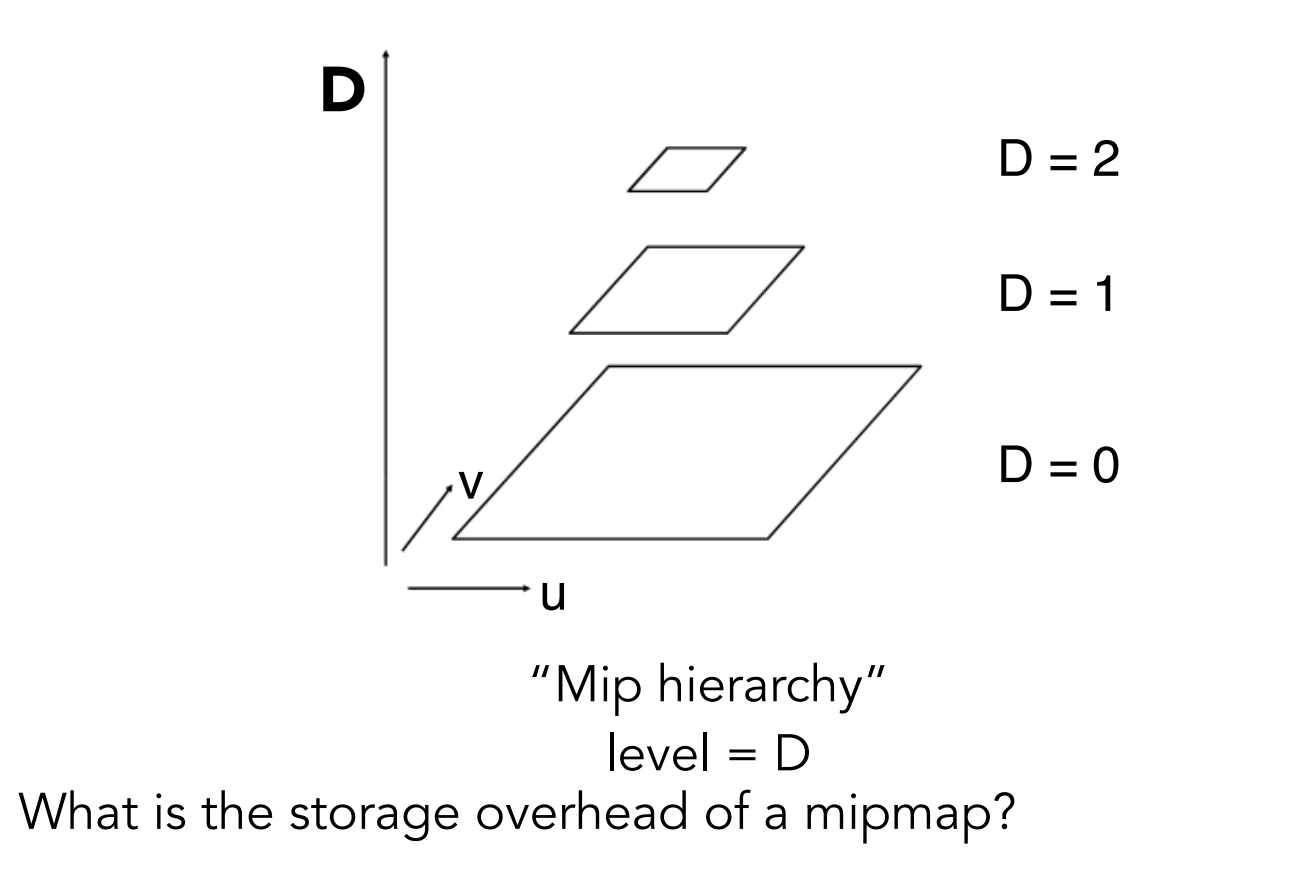 D
D = 2
D = 1
D = 0
v
u
“Mip hierarchy”
level = D
What is the storage overhead of a mipmap?